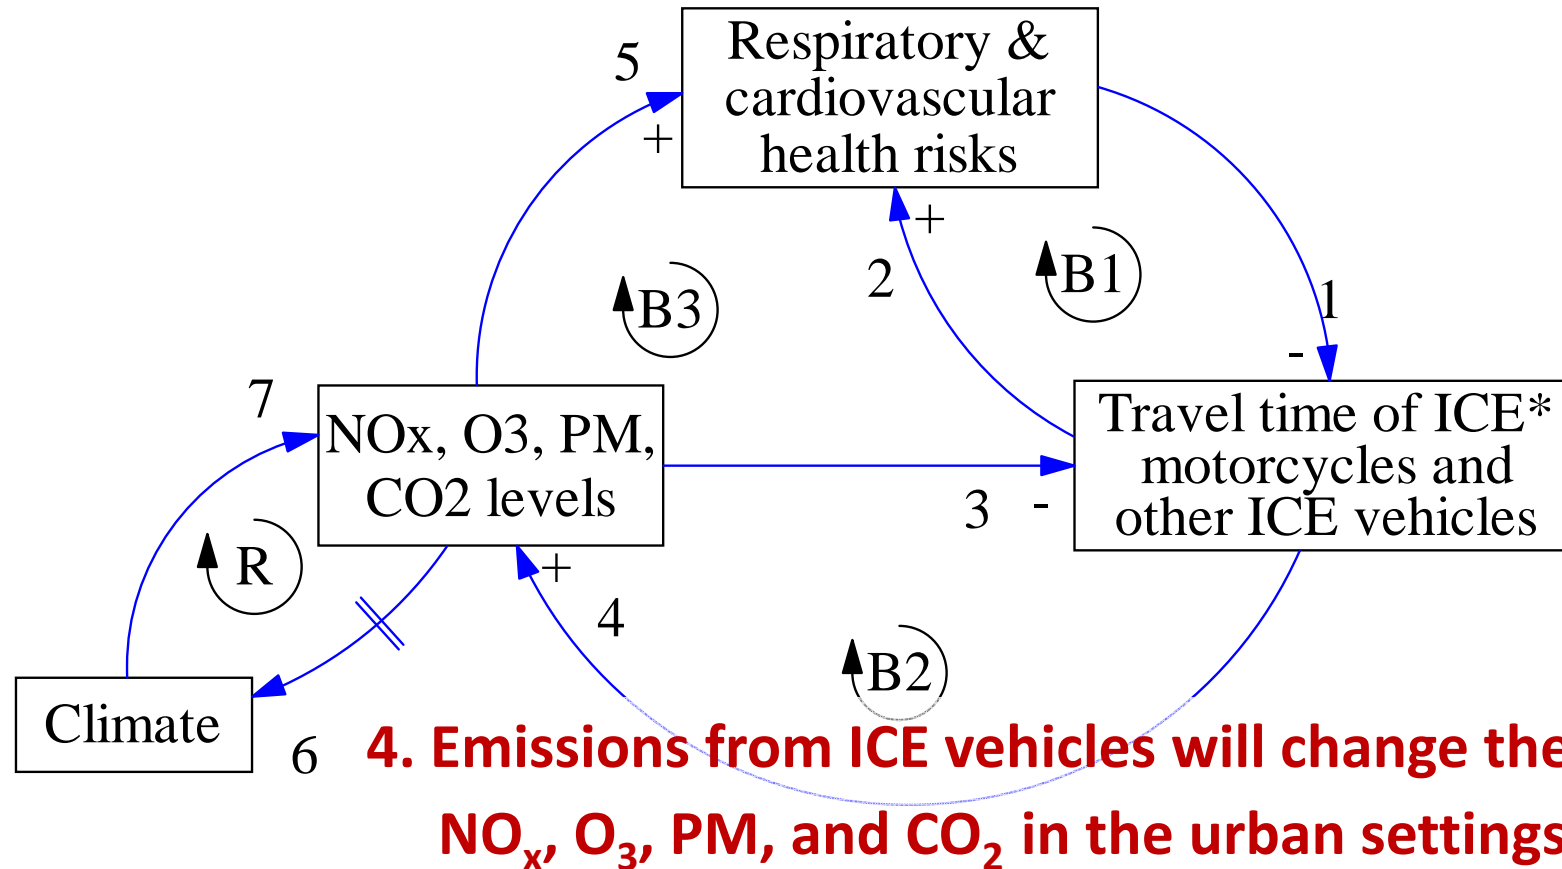 5
Respiratory &
cardiovascular
health risks
+
+
2
B1
B3
1
-
7
NOx, O3, PM,
CO2 levels
Travel time of ICE*
motorcycles and
other ICE vehicles
3 -
R
+
4
B2
Climate
6
4. Emissions from ICE vehicles will change the
NOx, O3, PM, and CO2 in the urban settings